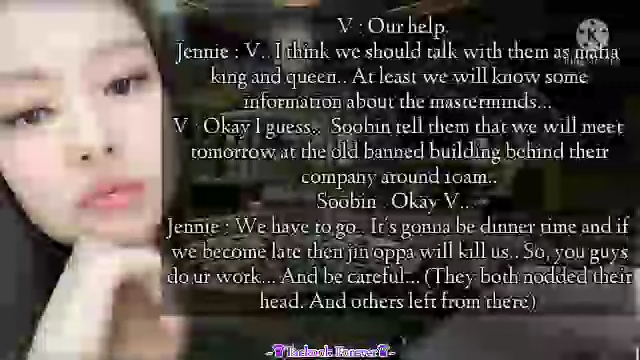 V : Our help.
Jennie : V.. I think we should talk with them as mafia
king and queen.. At least we will know some
information about the masterminds...
V : Okay I guess.. Soobin tell them that we will meet
tomorrow at the old banned building behind their
company around 10am..
Soobin : Okay V...
Jennie : We have to go.. It's gonna be dinner time and if
we become late then jin oppa will kill us.. So, you guys
do ur work... And be careful... (They both nodded their
head. And others left from there)
Taekook Forever